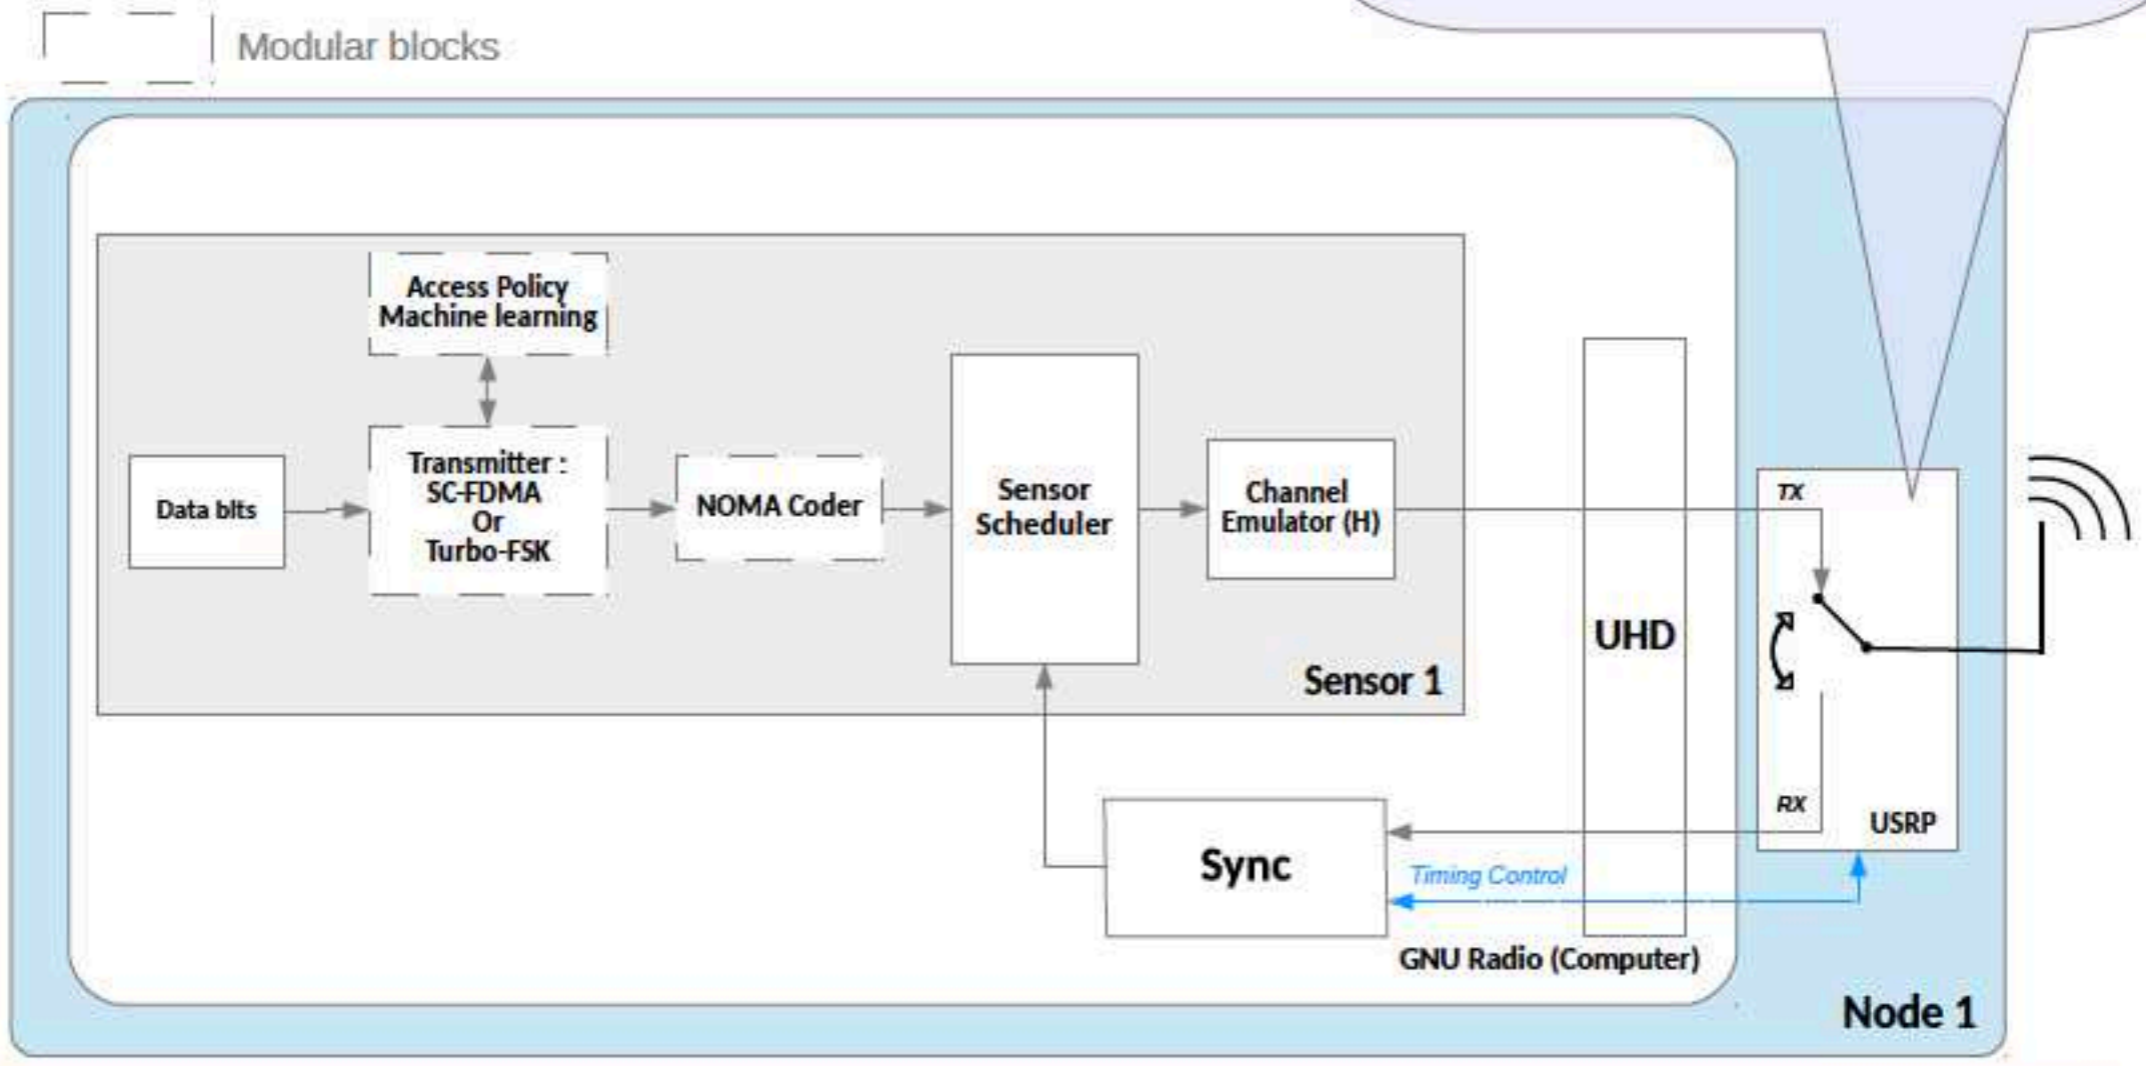 Modular blocks
Access Policy
Machine learning
Data bits
Transmitter :
SC-FDMA
Or
Turbo-FSK
NOMA Coder
Sensor
Scheduler
Channel
Emulator (H)
Sensor 1
UHD
TX
RX
USRP
Sync
Timing Control
GNU Radio (Computer)
Node 1